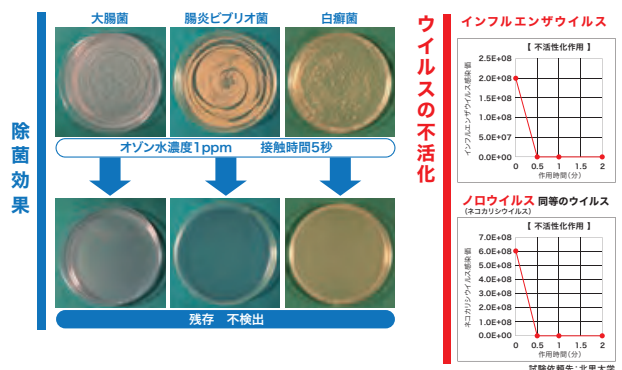 除菌効果
大腸菌
腸炎ビブリオ菌
白癬菌
オゾン水濃度1ppm 接触時間5秒
残存 不検出
ウイルスの不活化
インフルエンザウイルス
【 不活性化作用 】
インフルエンザウイルス感染価
2.5E+08
2.0E+08
1.5E+08
1.0E+08
5.0E+07
0.0E+00
0 0.5 1 1.5 2
作用時間(分)
ノロウイルス 同等のウイルス
(ネコカリシウイルス)
【 不活性化作用 】
ネコカリシウイルス感染価
7.0E+08
6.0E+08
5.0E+08
4.0E+08
3.0E+08
2.0E+08
1.0E+08
0.0E+00
0 0.5 1 1.5 2
作用時間(分)
試験依頼先:北里大学